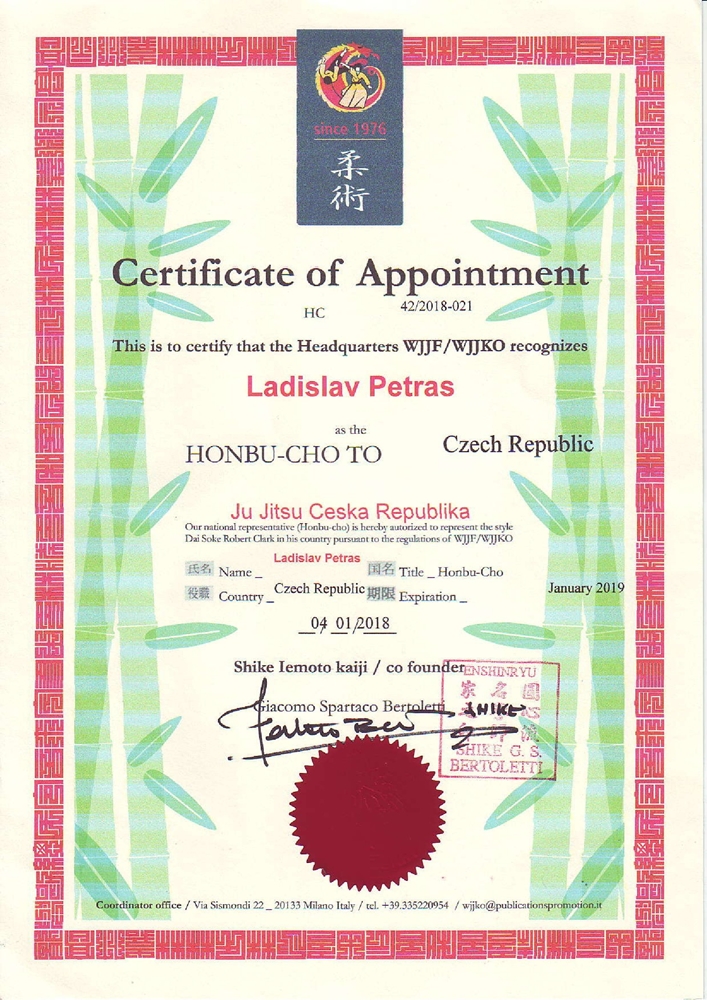 since 1976
柔
術
Certificate of Appointment
HC 42/2018-021
This is to certify that the Headquarters WJJF/WJJKO recognizes
Ladislav Petras
as the
HONBU-CHO TO Czech Republic
Ju Jitsu Ceska Republika
Our national representative (Honbu-cho) is hereby autorized to represent the style
Dai Soke Robert Clark in his country pursuant to the regulations of WJJF/WJJKO
Ladislav Petras
氏名 Name _ 国名 Title _ Honbu-Cho
役職 Country _ Czech Republic 期限 Expiration _ January 2019
04 01/2018
Shike Iemoto kaiji / co founder
ENSHINRYU
家名圓
Giacomo Spartaco Bertoletti
SHIKE
SHIKE G. S.
BERTOLETTI
Coordinator office / Via Sismondi 22 _ 20133 Milano Italy / tel. +39.335220954 / wjjko@publicationspromotion.it